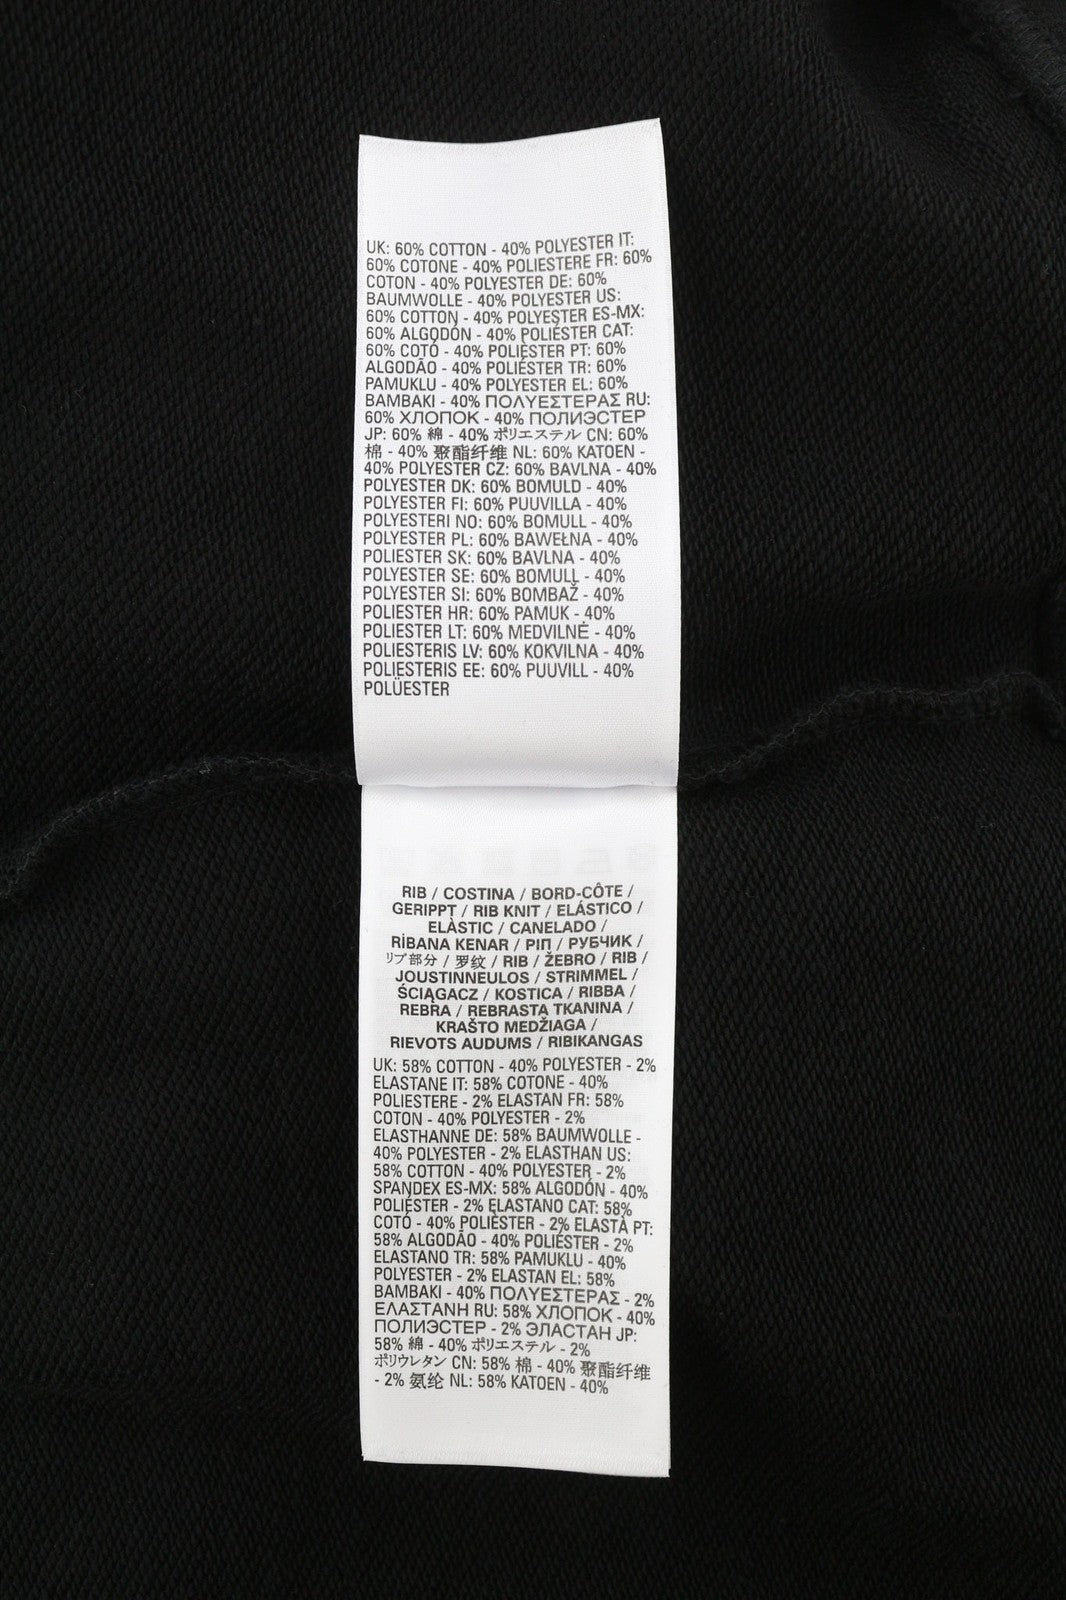 UK: 60% COTTON - 40% POLYESTER IT:
60% COTONE - 40% POLIESTERE FR: 60%
COTON - 40% POLYESTER DE: 60%
BAUMWOLLE - 40% POLYESTER US:
60% COTTON - 40% POLYESTER ES-MX:
60% ALGODÓN - 40% POLIÉSTER CAT:
60% COTÓ - 40% POLIÈSTER PT: 60%
ALGODÃO - 40% POLIÉSTER TR: 60%
PAMUKLU - 40% POLYESTER EL: 60%
ΒΑΜΒΑΚΙ - 40% ΠΟΛΥΕΣΤΕΡΑΣ RU:
60% ХЛОПОК - 40% ПОЛИЭСТЕР
JP: 60% 綿 - 40% ポリエステル CN: 60%
棉 - 40% 聚酯纤维 NL: 60% KATOEN -
40% POLYESTER CZ: 60% BAVLNA - 40%
POLYESTER DK: 60% BOMULD - 40%
POLYESTER FI: 60% PUUVILLA - 40%
POLYESTERI NO: 60% BOMULL - 40%
POLYESTER PL: 60% BAWEŁNA - 40%
POLIESTER SK: 60% BAVLNA - 40%
POLYESTER SE: 60% BOMULL - 40%
POLYESTER SI: 60% BOMBAŽ - 40%
POLIESTER HR: 60% PAMUK - 40%
POLIESTER LT: 60% MEDVILNĖ - 40%
POLIESTERIS LV: 60% KOKVILNA - 40%
POLIESTERIS EE: 60% PUUVILL - 40%
POLÜESTER
RIB / COSTINA / BORD-CÔTE /
GERIPPT / RIB KNIT / ELÁSTICO /
ELÀSTIC / CANELADO /
RİBANA KENAR / ΡΙΠ / РУБЧИК /
リブ部分 / 罗纹 / RIB / ŽEBRO / RIB /
JOUSTINNEULOS / STRIMMEL /
ŚCIĄGACZ / KOSTICA / RIBBA /
REBRA / REBRASTA TKANINA /
KRAŠTO MEDŽIAGA /
RIEVOTS AUDUMS / RIBIKANGAS
UK: 58% COTTON - 40% POLYESTER - 2%
ELASTANE IT: 58% COTONE - 40%
POLIESTERE - 2% ELASTAN FR: 58%
COTON - 40% POLYESTER - 2%
ELASTHANNE DE: 58% BAUMWOLLE -
40% POLYESTER - 2% ELASTHAN US:
58% COTTON - 40% POLYESTER - 2%
SPANDEX ES-MX: 58% ALGODÓN - 40%
POLIÉSTER - 2% ELASTANO CAT: 58%
COTÓ - 40% POLIÈSTER - 2% ELASTÀ PT:
58% ALGODÃO - 40% POLIÉSTER - 2%
ELASTANO TR: 58% PAMUKLU - 40%
POLYESTER - 2% ELASTAN EL: 58%
ΒΑΜΒΑΚΙ - 40% ΠΟΛΥΕΣΤΕΡΑΣ - 2%
ΕΛΑΣΤΑΝΗ RU: 58% ХЛОПОК - 40%
ПОЛИЭСТЕР - 2% ЭЛАСТАН JP:
58% 綿 - 40% ポリエステル - 2%
ポリウレタン CN: 58% 棉 - 40% 聚酯纤维
- 2% 氨纶 NL: 58% KATOEN - 40%